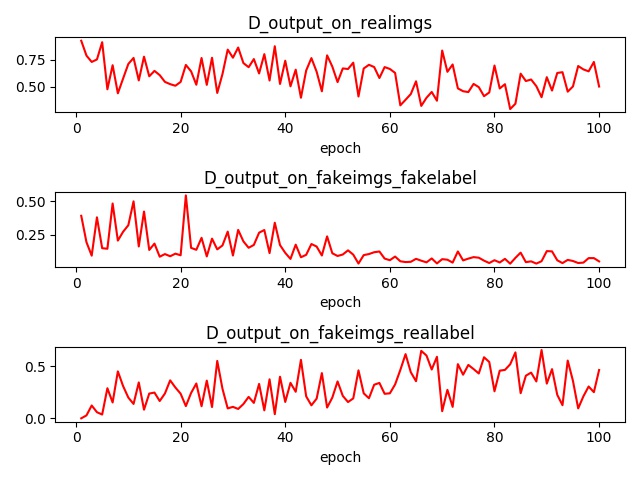 D_output_on_realimgs
0.75
0.50
0 20 40 60 80 100
epoch
D_output_on_fakeimgs_fakelabel
0.50
0.25
0 20 40 60 80 100
epoch
D_output_on_fakeimgs_reallabel
0.5
0.0
0 20 40 60 80 100
epoch